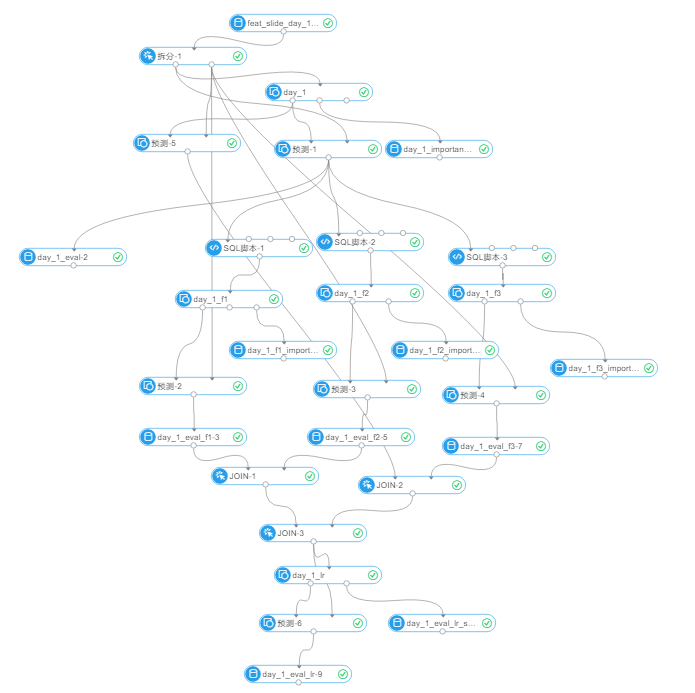 feat_slide_day_1...
拆分-1
day_1
预测-5
预测-1
day_1_importan...
SQL脚本-1
SQL脚本-2
day_1_eval-2
SQL脚本-3
day_1_f1
day_1_f2
day_1_f3
day_1_f1_import...
day_1_f2_import...
day_1_f3_import...
预测-2
预测-3
预测-4
day_1_eval_f1-3
day_1_eval_f2-5
day_1_eval_f3-7
JOIN-1
JOIN-2
JOIN-3
day_1_lr
预测-6
day_1_eval_lr_s...
day_1_eval_lr-9